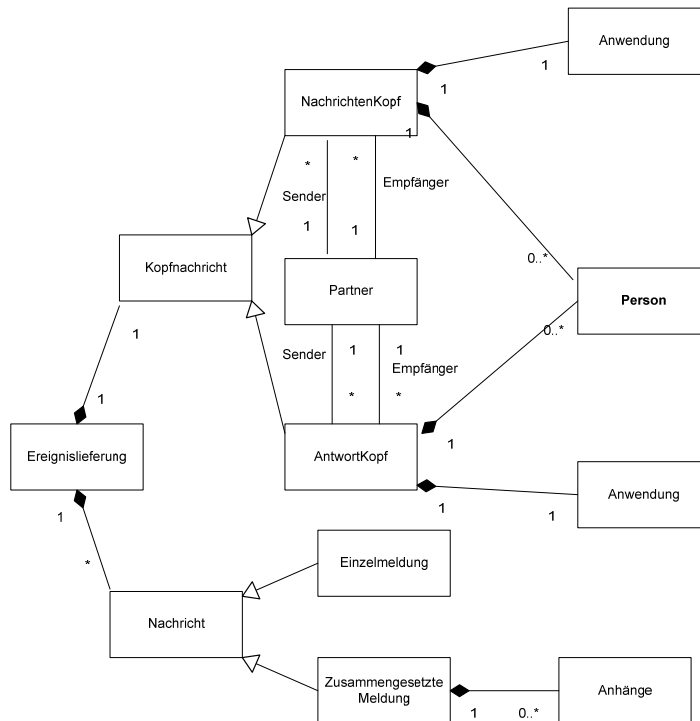 Anwendung
1
1
NachrichtenKopf
1
*
*
Sender
Empfänger
1
1
0..*
Kopfnachricht
Partner
Person
1
0..*
Sender
1
1
Empfänger
*
*
1
Ereignislieferung
AntwortKopf
1
Anwendung
1
1
1
*
Einzelmeldung
Nachricht
Zusammengesetzte
Meldung
Anhänge
1
0..*